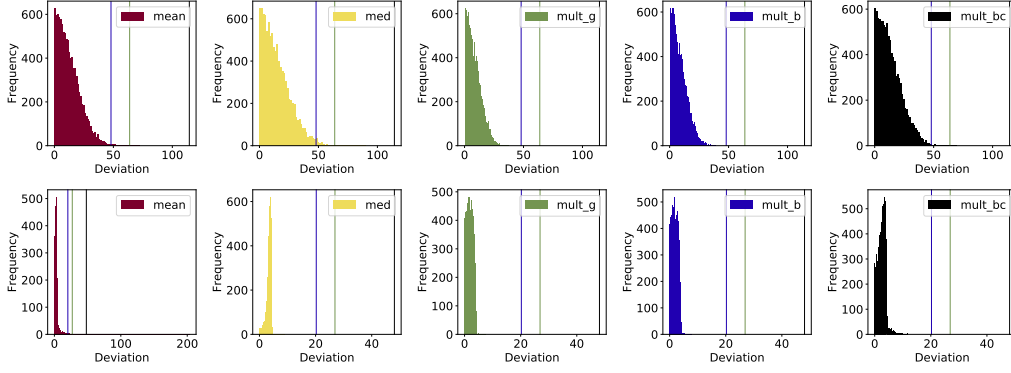 mean
Frequency
600
400
200
0
0 50 100
Deviation
med
Frequency
600
400
200
0
0 50 100
Deviation
mult_g
Frequency
600
400
200
0
0 50 100
Deviation
mult_b
Frequency
600
400
200
0
0 50 100
Deviation
mult_bc
Frequency
600
400
200
0
0 50 100
Deviation
mean
Frequency
500
400
300
200
100
0
0 100 200
Deviation
med
Frequency
600
400
200
0
0 20 40
Deviation
mult_g
Frequency
500
400
300
200
100
0
0 20 40
Deviation
mult_b
Frequency
500
400
300
200
100
0
0 20 40
Deviation
mult_bc
Frequency
500
400
300
200
100
0
0 20 40
Deviation